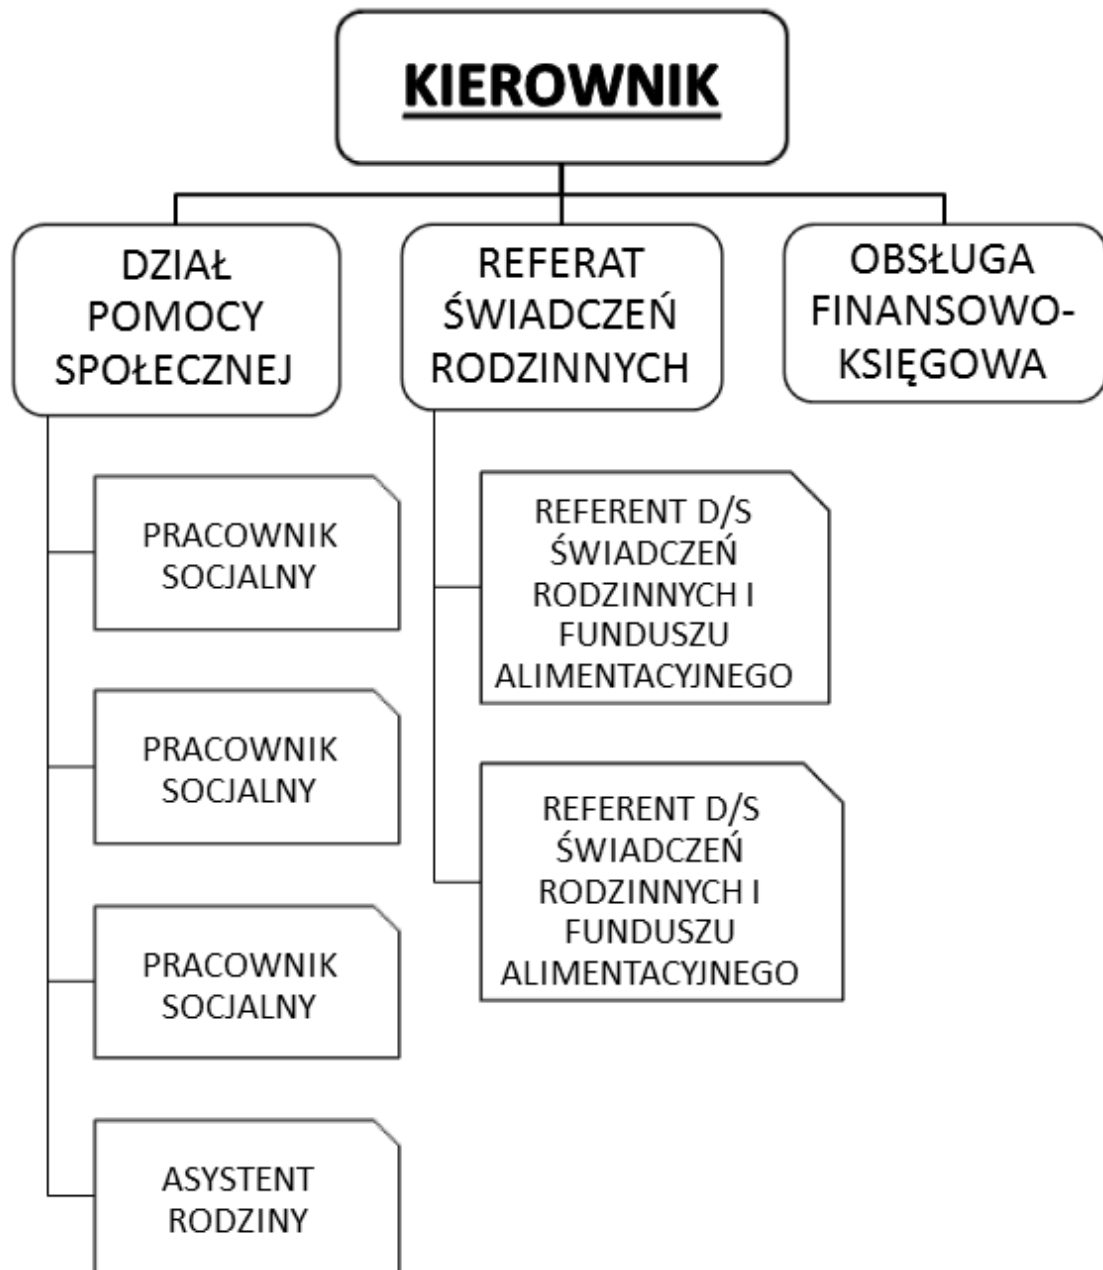 KIEROWNIK
DZIAŁ
POMOCY
SPOŁECZNEJ
REFERAT
ŚWIADCZEŃ
RODZINNYCH
OBSŁUGA
FINANSOWO-
KSIĘGOWA
PRACOWNIK
SOCJALNY
PRACOWNIK
SOCJALNY
PRACOWNIK
SOCJALNY
ASYSTENT
RODZINY
REFERENT D/S
ŚWIADCZEŃ
RODZINNYCH I
FUNDUSZU
ALIMENTACYJNEGO
REFERENT D/S
ŚWIADCZEŃ
RODZINNYCH I
FUNDUSZU
ALIMENTACYJNEGO